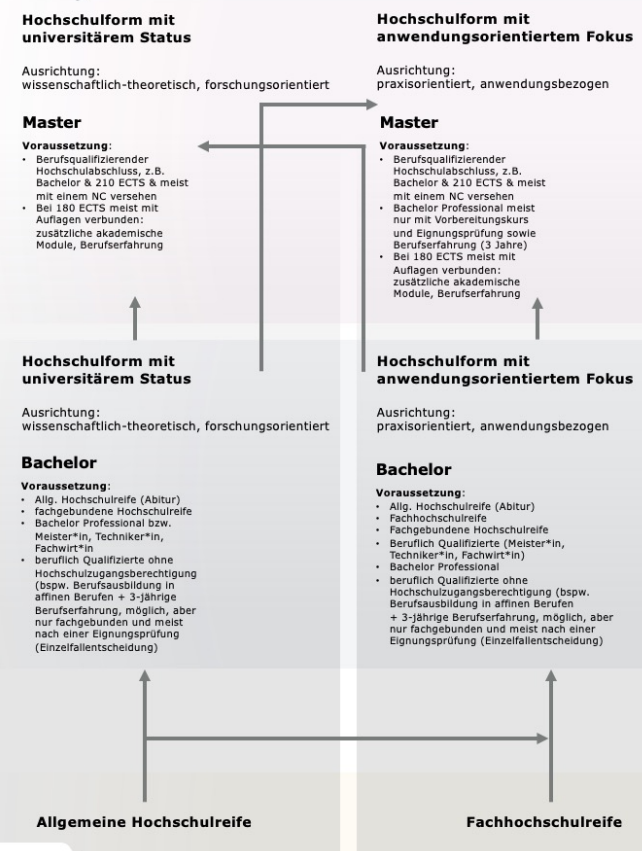 Hochschulform mit
universitärem Status
Ausrichtung:
wissenschaftlich-theoretisch, forschungsorientiert
Master
Voraussetzung:
• Berufsqualifizierender
Hochschulabschluss, z.B.
Bachelor & 210 ECTS & meist
mit einem NC versehen
• Bei 180 ECTS meist mit
Auflagen verbunden:
zusätzliche akademische
Module, Berufserfahrung
Hochschulform mit
anwendungsorientiertem Fokus
Ausrichtung:
praxisorientiert, anwendungsbezogen
Master
Voraussetzung:
• Berufsqualifizierender
Hochschulabschluss, z.B.
Bachelor & 210 ECTS & meist
mit einem NC versehen
• Bachelor Professional meist
nur mit Vorbereitungskurs
und Eignungsprüfung sowie
Berufserfahrung (3 Jahre)
• Bei 180 ECTS meist mit
Auflagen verbunden:
zusätzliche akademische
Module, Berufserfahrung
Hochschulform mit
universitärem Status
Ausrichtung:
wissenschaftlich-theoretisch, forschungsorientiert
Bachelor
Voraussetzung:
• Allg. Hochschulreife (Abitur)
• fachgebundene Hochschulreife
• Bachelor Professional bzw.
Meister*in, Techniker*in,
Fachwirt*in
• beruflich Qualifizierte ohne
Hochschulzugangsberechtigung
(bspw. Berufsausbildung in
affinen Berufen + 3-jährige
Berufserfahrung, möglich, aber
nur fachgebunden und meist
nach einer Eignungsprüfung
(Einzelfallentscheidung)
Hochschulform mit
anwendungsorientiertem Fokus
Ausrichtung:
praxisorientiert, anwendungsbezogen
Bachelor
Voraussetzung:
• Allg. Hochschulreife (Abitur)
• Fachhochschulreife
• Fachgebundene Hochschulreife
• Beruflich Qualifizierte (Meister*in,
Techniker*in, Fachwirt*in)
• Bachelor Professional
• beruflich Qualifizierte ohne
Hochschulzugangsberechtigung (bspw.
Berufsausbildung in affinen Berufen
+ 3-jährige Berufserfahrung, möglich, aber
nur fachgebunden und meist nach einer
Eignungsprüfung (Einzelfallentscheidung)
Allgemeine Hochschulreife
Fachhochschulreife